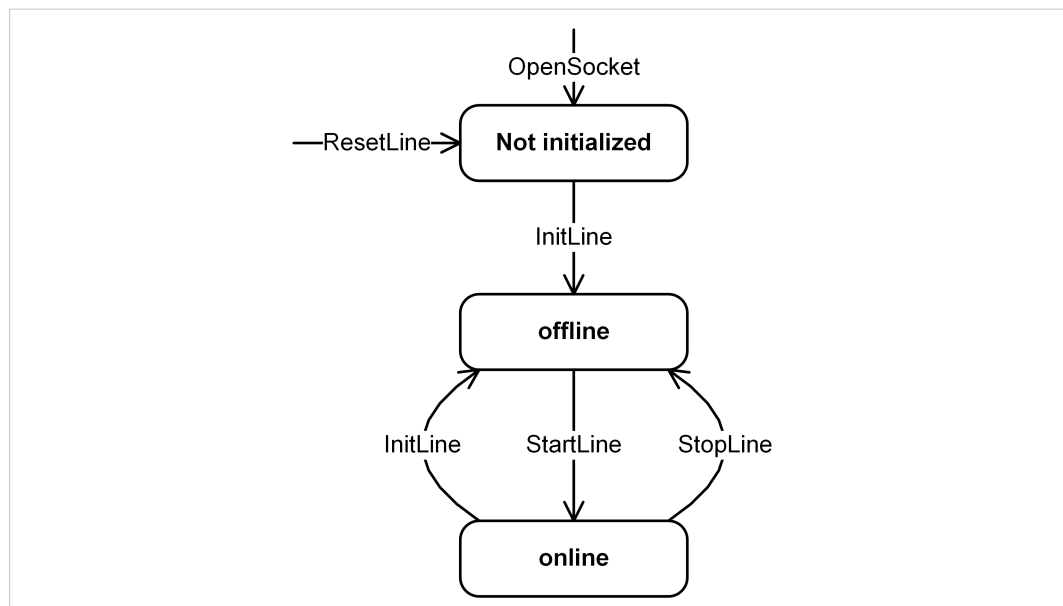 OpenSocket
ResetLine
Not initialized
InitLine
offline
InitLine
StartLine
StopLine
online